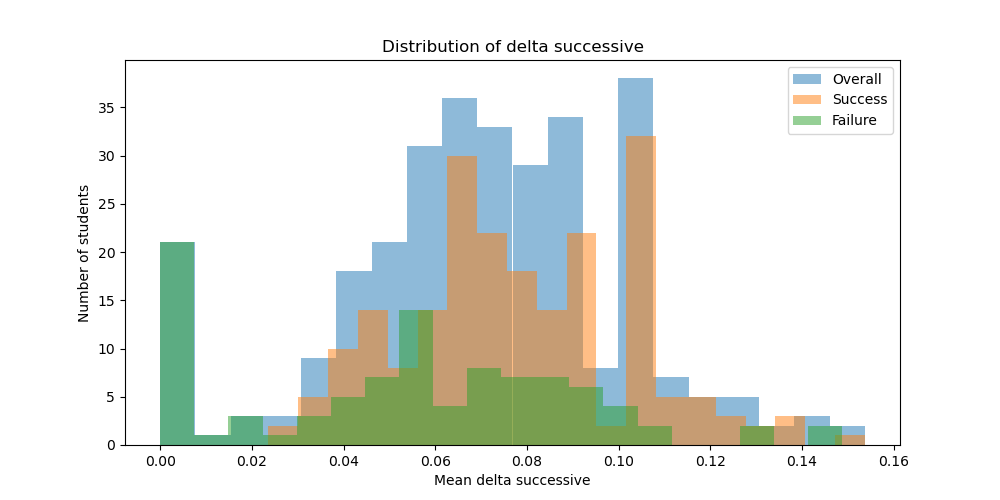 Distribution of delta successive
Overall
Success
Failure
Number of students
35
30
25
20
15
10
5
0
0.00 0.02 0.04 0.06 0.08 0.10 0.12 0.14 0.16
Mean delta successive